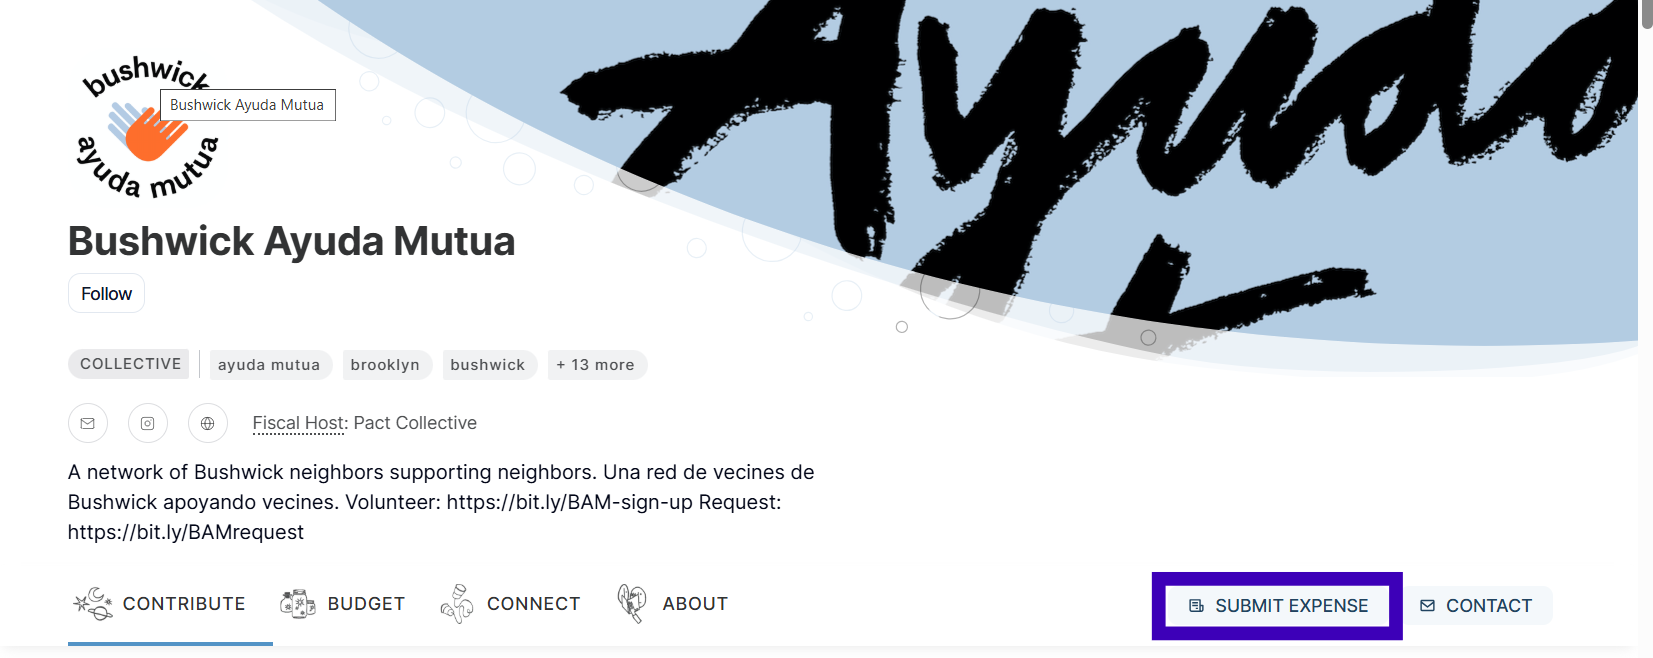 Ayuda
bushwick
ayuda mutua
Bushwick Ayuda Mutua
Bushwick Ayuda Mutua
Follow
COLLECTIVE
ayuda mutua
brooklyn
bushwick
+ 13 more
Fiscal Host: Pact Collective
A network of Bushwick neighbors supporting neighbors. Una red de vecines de
Bushwick apoyando vecines. Volunteer: https://bit.ly/BAM-sign-up Request:
https://bit.ly/BAMrequest
CONTRIBUTE
BUDGET
CONNECT
ABOUT
SUBMIT EXPENSE
CONTACT